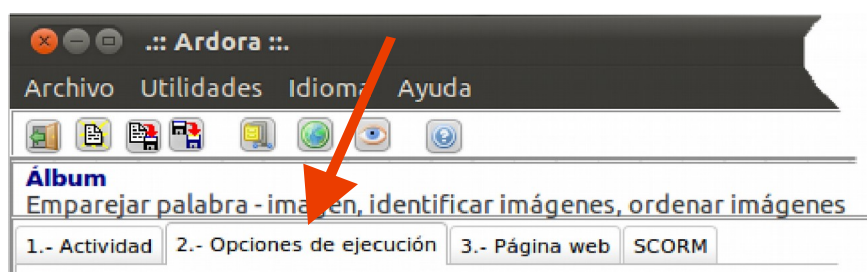 .:: Ardora ::.
Archivo Utilidades Idioma Ayuda
Álbum
Emparejar palabra - imagen, identificar imágenes, ordenar imágenes
1.- Actividad 2.- Opciones de ejecución 3.- Página web SCORM